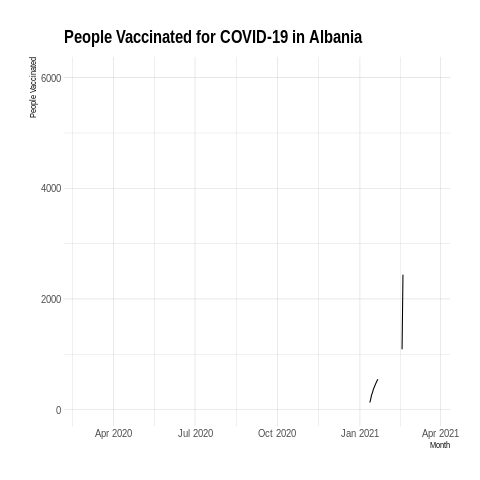 People Vaccinated for COVID-19 in Albania
People Vaccinated
6000
4000
2000
0
Apr 2020 Jul 2020 Oct 2020 Jan 2021 Apr 2021
Month